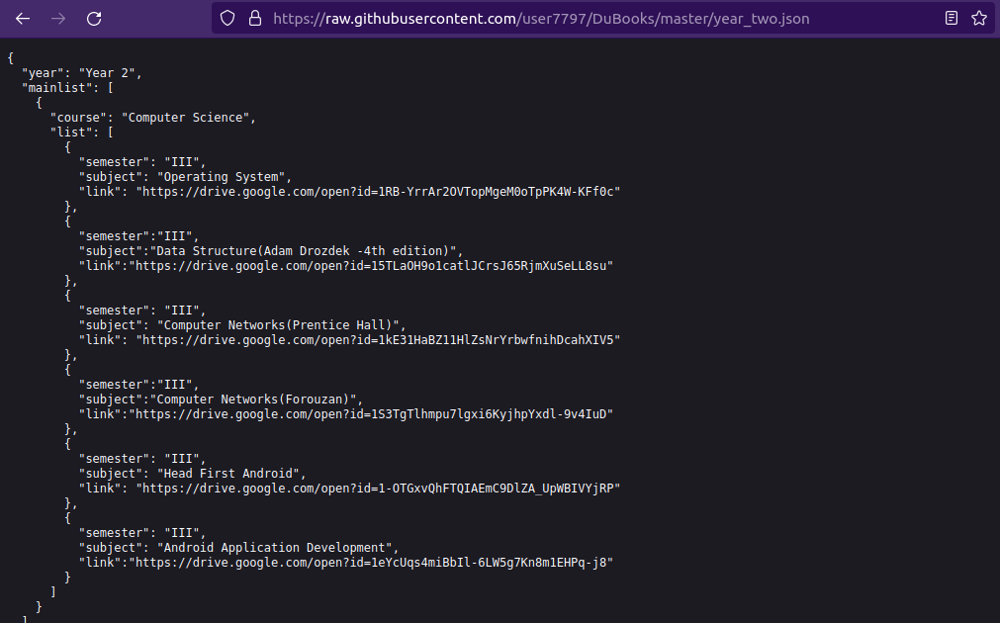 https://raw.githubusercontent.com/user7797/DuBooks/master/year_two.json
{
  "year": "Year 2",
  "mainlist": [
    {
      "course": "Computer Science",
      "list": [
        {
          "semester": "III",
          "subject": "Operating System",
          "link": "https://drive.google.com/open?id=1RB-YrrAr2OVTopMgeM0oTpPK4W-KFf0c"
        },
        {
          "semester":"III",
          "subject":"Data Structure(Adam Drozdek -4th edition)",
          "link":"https://drive.google.com/open?id=15TLaOH9o1catlJCrsJ65RjmXuSeLL8su"
        },
        {
          "semester": "III",
          "subject": "Computer Networks(Prentice Hall)",
          "link": "https://drive.google.com/open?id=1kE31HaBZ11HlZsNrYrbwfnihDcahXIV5"
        },
        {
          "semester":"III",
          "subject":"Computer Networks(Forouzan)",
          "link":"https://drive.google.com/open?id=1S3TgTlhmpu7lgxi6KyjhpYxdl-9v4IuD"
        },
        {
          "semester": "III",
          "subject": "Head First Android",
          "link": "https://drive.google.com/open?id=1-OTGxvQhFTQIAEmC9DlZA_UpWBIVYjRP"
        },
        {
          "semester": "III",
          "subject": "Android Application Development",
          "link":"https://drive.google.com/open?id=1eYcUqs4miBbIl-6LW5g7Kn8m1EHPq-j8"
        }
      ]
    }
  ]